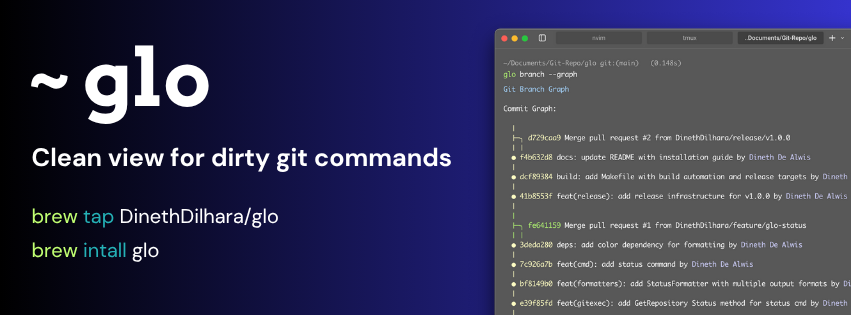 ~ glo
Clean view for dirty git commands
brew tap DinethDilhara/glo
brew intall glo
nvim
tmux
..Documents/Git-Repo/glo
~/Documents/Git-Repo/glo git:(main) (0.148s)
glo branch --graph
Git Branch Graph
Commit Graph:
d729caa9 Merge pull request #2 from DinethDilhara/release/v1.0.0
f4b632d8 docs: update README with installation guide by Dineth De Alwis
dcf89384 build: add Makefile with build automation and release targets by Dineth
41b8553f feat(release): add release infrastructure for v1.0.0 by Dineth De Alwis
fe641159 Merge pull request #1 from DinethDilhara/feature/glo-status
3deda280 deps: add color dependency for formatting by Dineth De Alwis
7c926a7b feat(cmd): add status command by Dineth De Alwis
bf8149b0 feat(formatters): add StatusFormatter with multiple output formats by Di
e39f85fd feat(gitexec): add GetRepository Status method for status cmd by Dineth